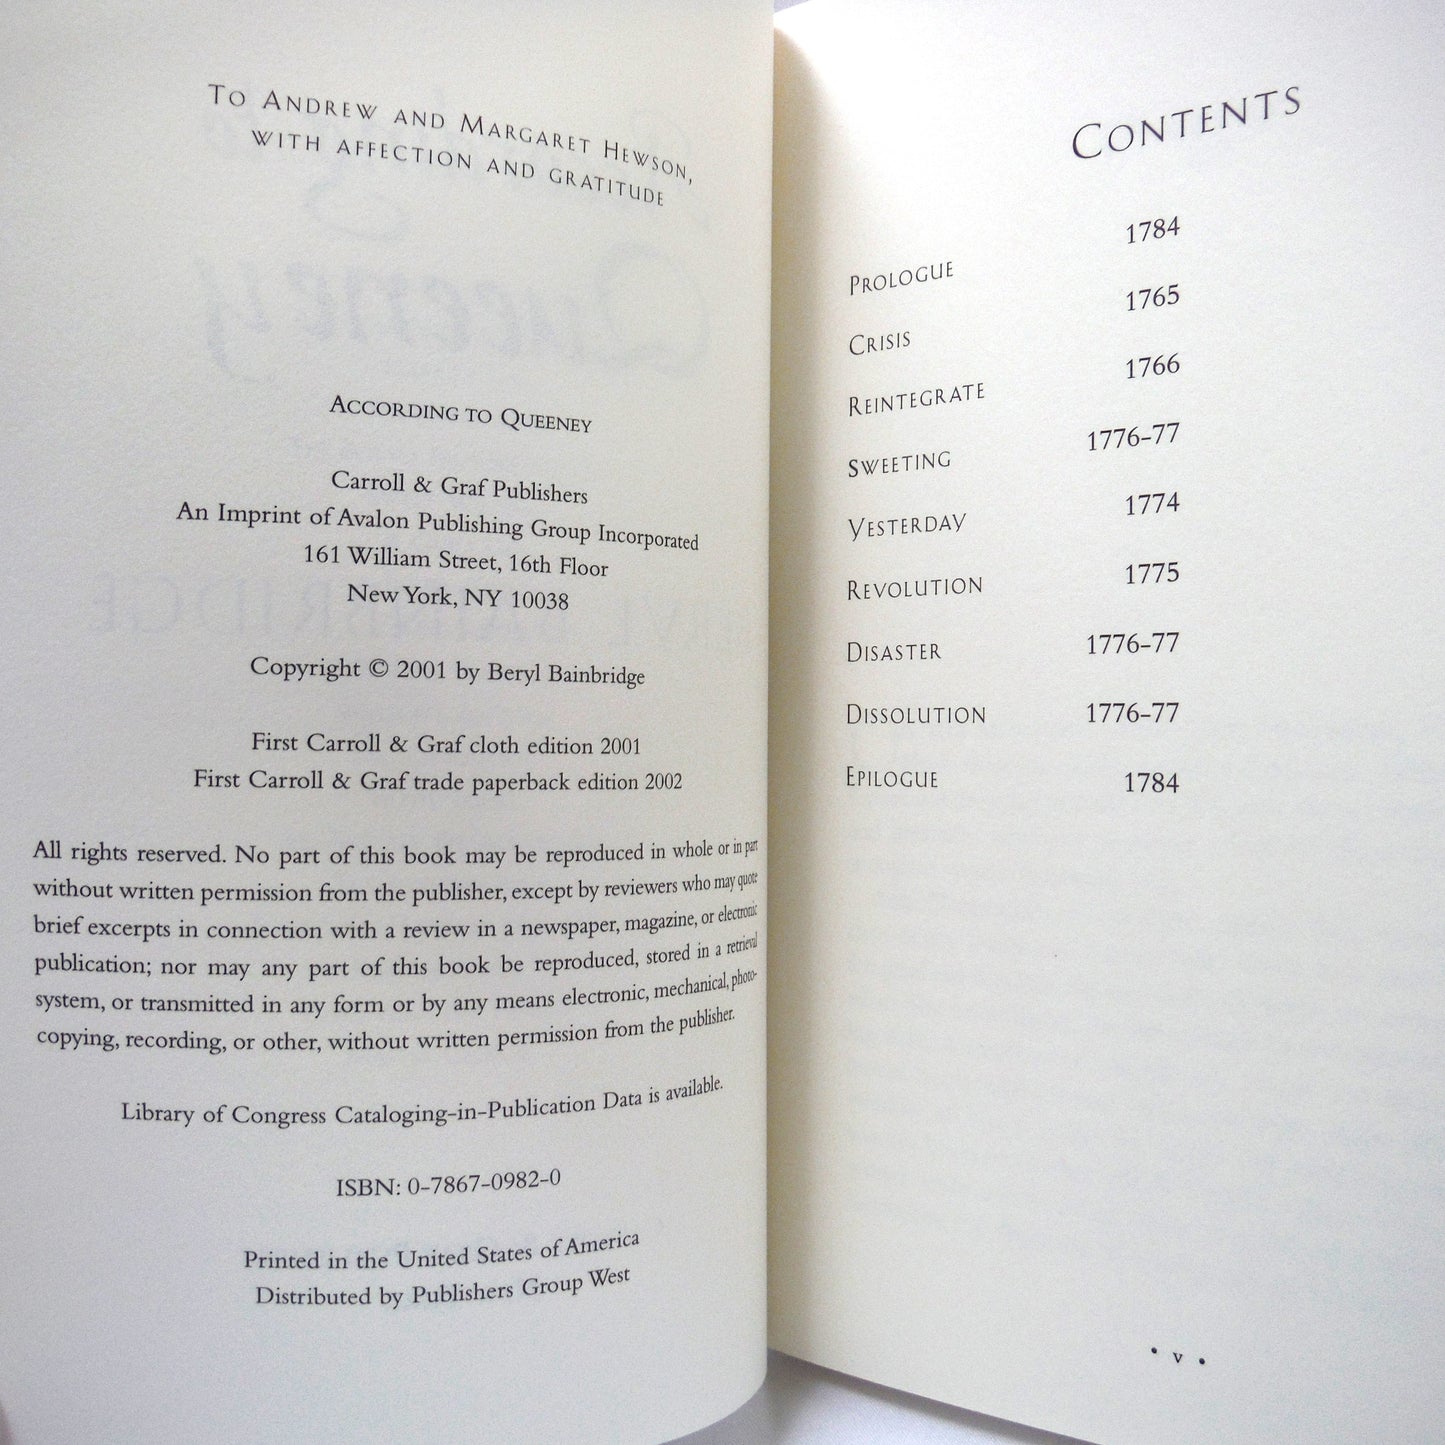 To Andrew and Margaret Hewson,
with affection and gratitude
According to Queeney
Carroll & Graf Publishers
An Imprint of Avalon Publishing Group Incorporated
161 William Street, 16th Floor
New York, NY 10038
Copyright © 2001 by Beryl Bainbridge
First Carroll & Graf cloth edition 2001
First Carroll & Graf trade paperback edition 2002
All rights reserved. No part of this book may be reproduced in whole or in part
without written permission from the publisher, except by reviewers who may quote
brief excerpts in connection with a review in a newspaper, magazine, or electronic
publication; nor may any part of this book be reproduced, stored in a retrieval
system, or transmitted in any form or by any means electronic, mechanical, photo-
copying, recording, or other, without written permission from the publisher.
Library of Congress Cataloging-in-Publication Data is available.
ISBN: 0-7867-0982-0
Printed in the United States of America
Distributed by Publishers Group West
Contents
Prologue 1784
Crisis 1765
Reintegrate 1766
Sweeting 1776–77
Yesterday 1774
Revolution 1775
Disaster 1776–77
Dissolution 1776–77
Epilogue 1784
• v •